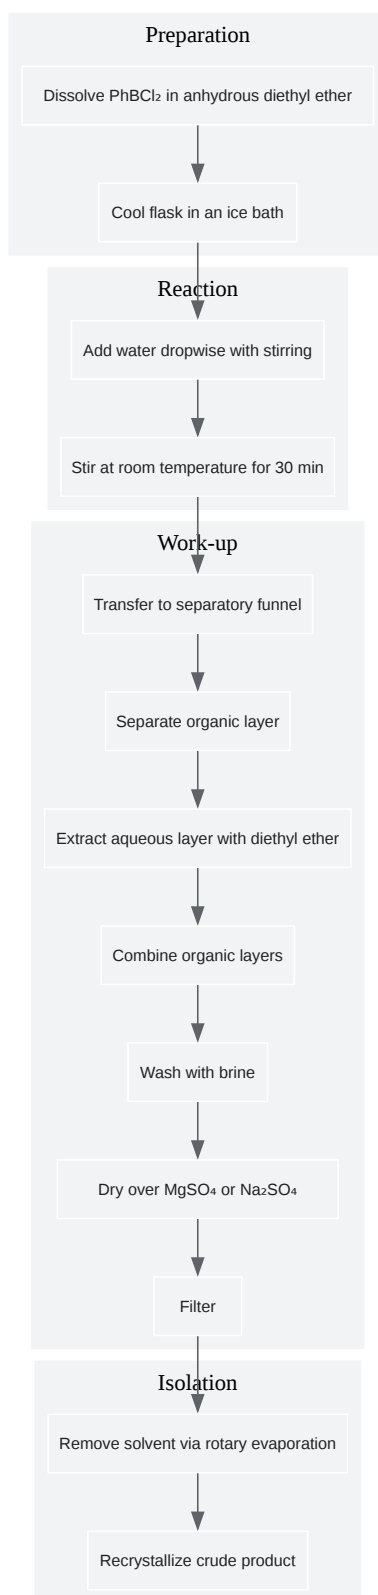 Preparation
Dissolve PhBCl₂ in anhydrous diethyl ether
Cool flask in an ice bath
Reaction
Add water dropwise with stirring
Stir at room temperature for 30 min
Work-up
Transfer to separatory funnel
Separate organic layer
Extract aqueous layer with diethyl ether
Combine organic layers
Wash with brine
Dry over MgSO₄ or Na₂SO₄
Filter
Isolation
Remove solvent via rotary evaporation
Recrystallize crude product